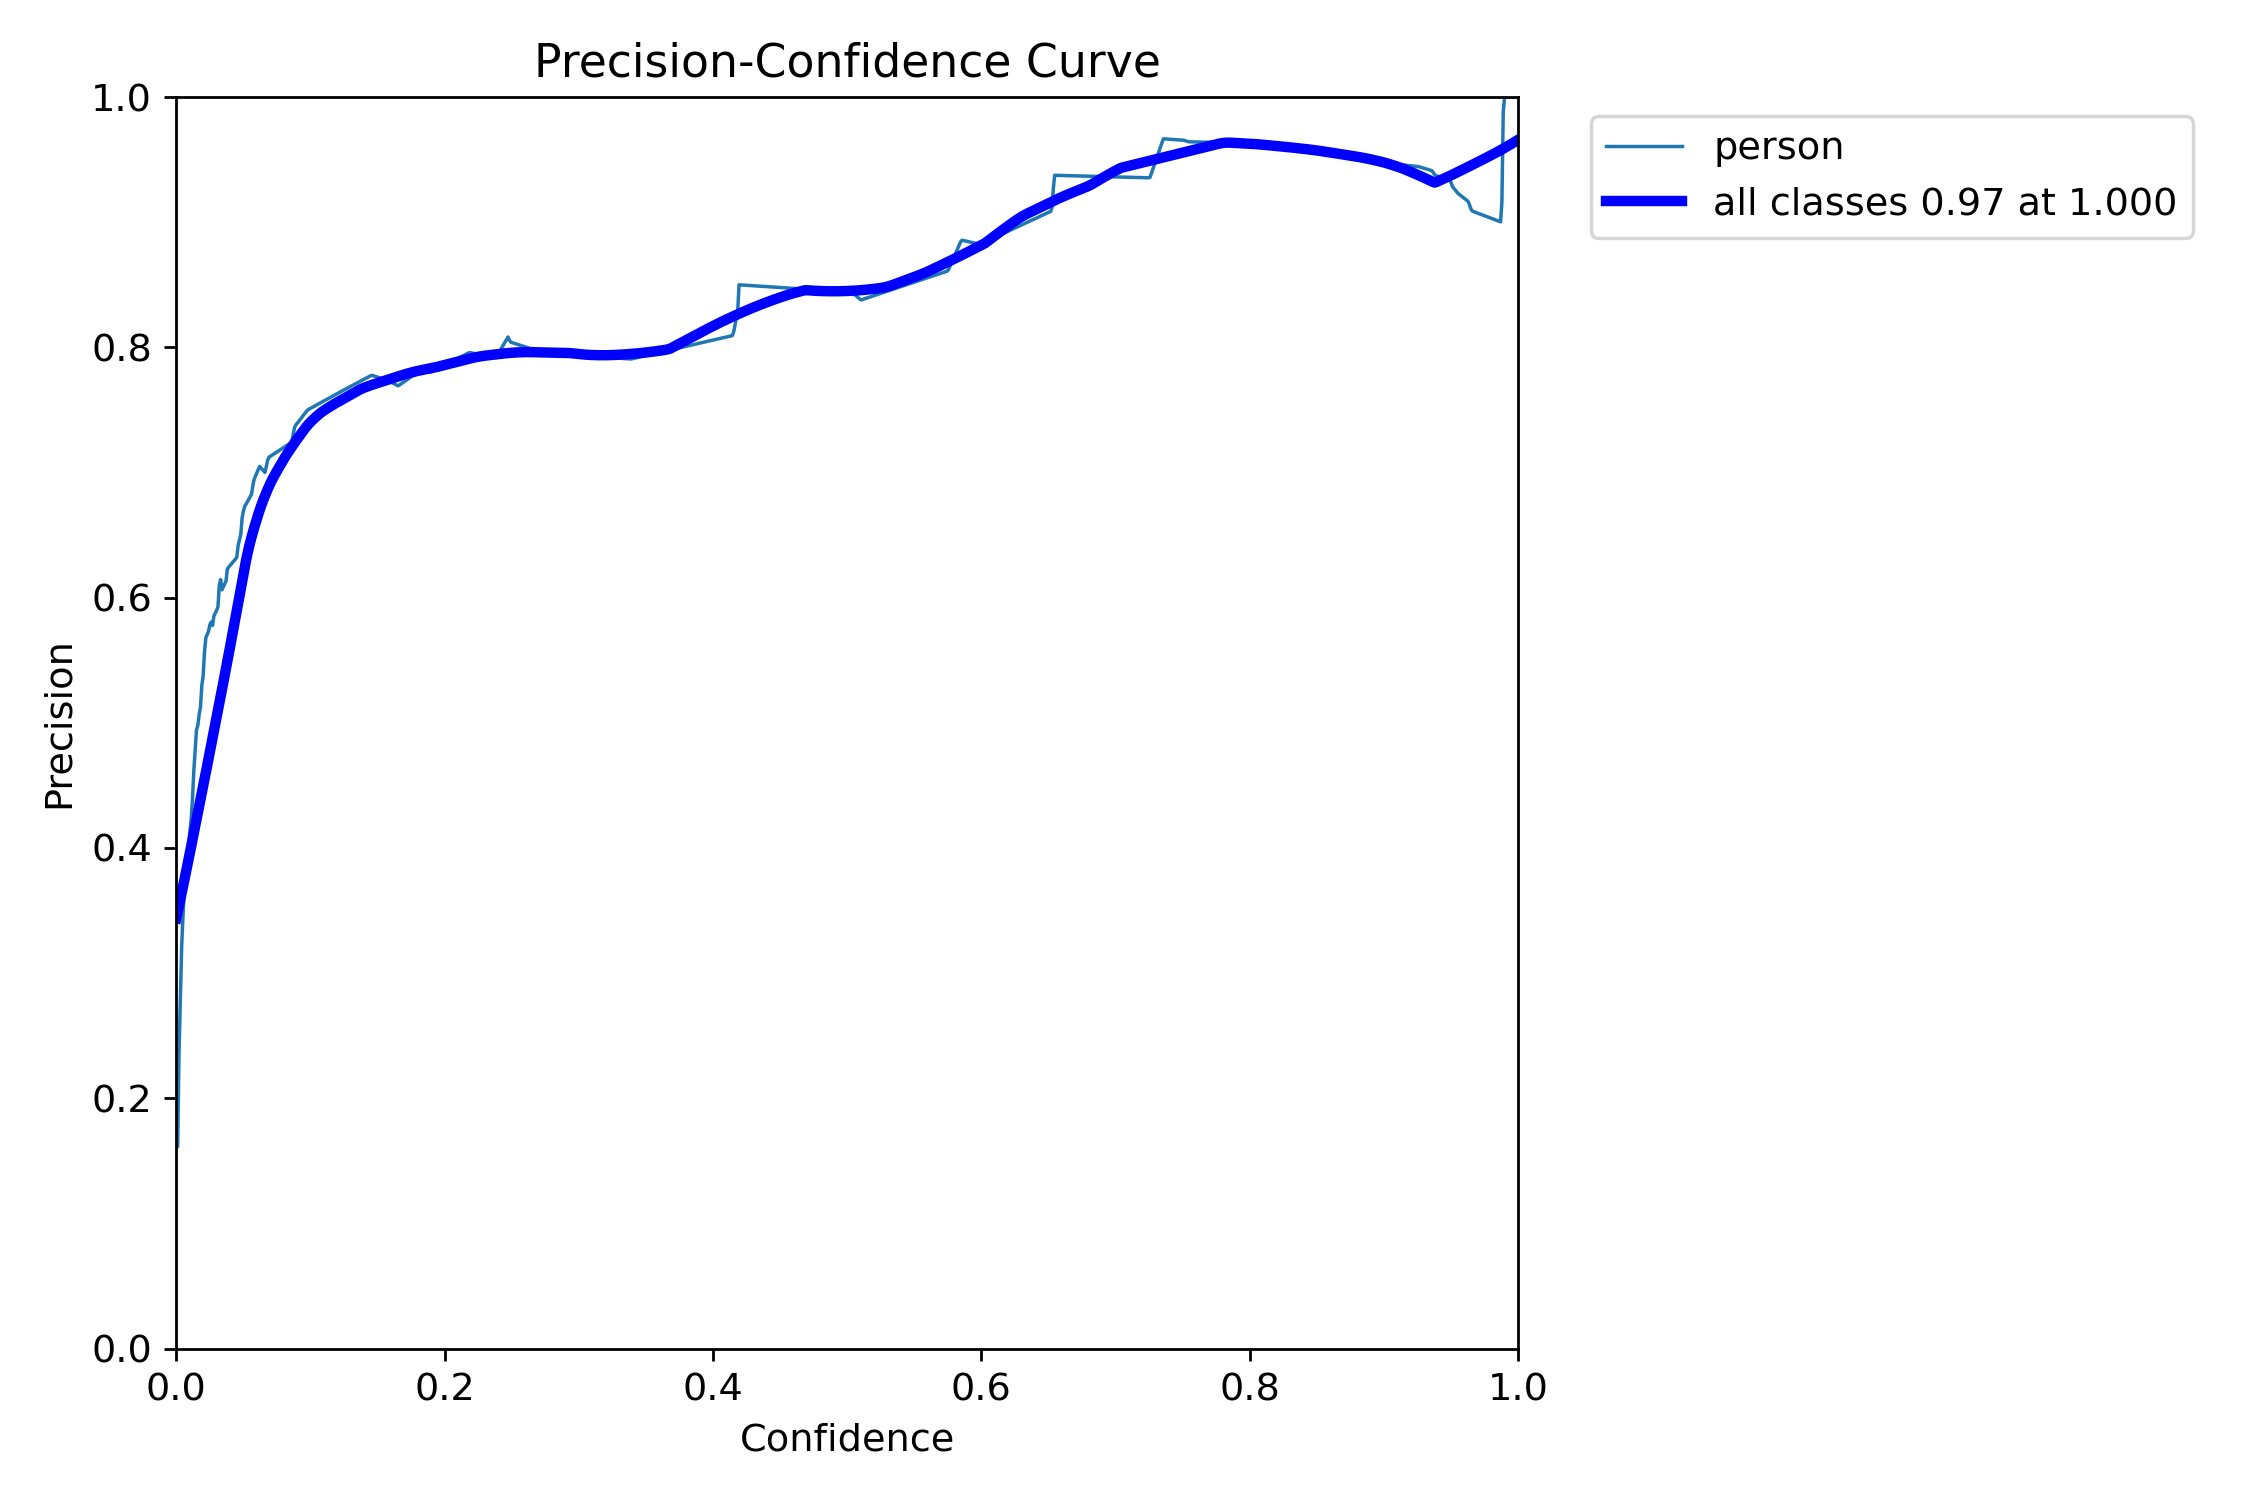 Precision-Confidence Curve
1.0
0.8
0.6
0.4
0.2
0.0
Precision
0.0 0.2 0.4 0.6 0.8 1.0
Confidence
person
all classes 0.97 at 1.000